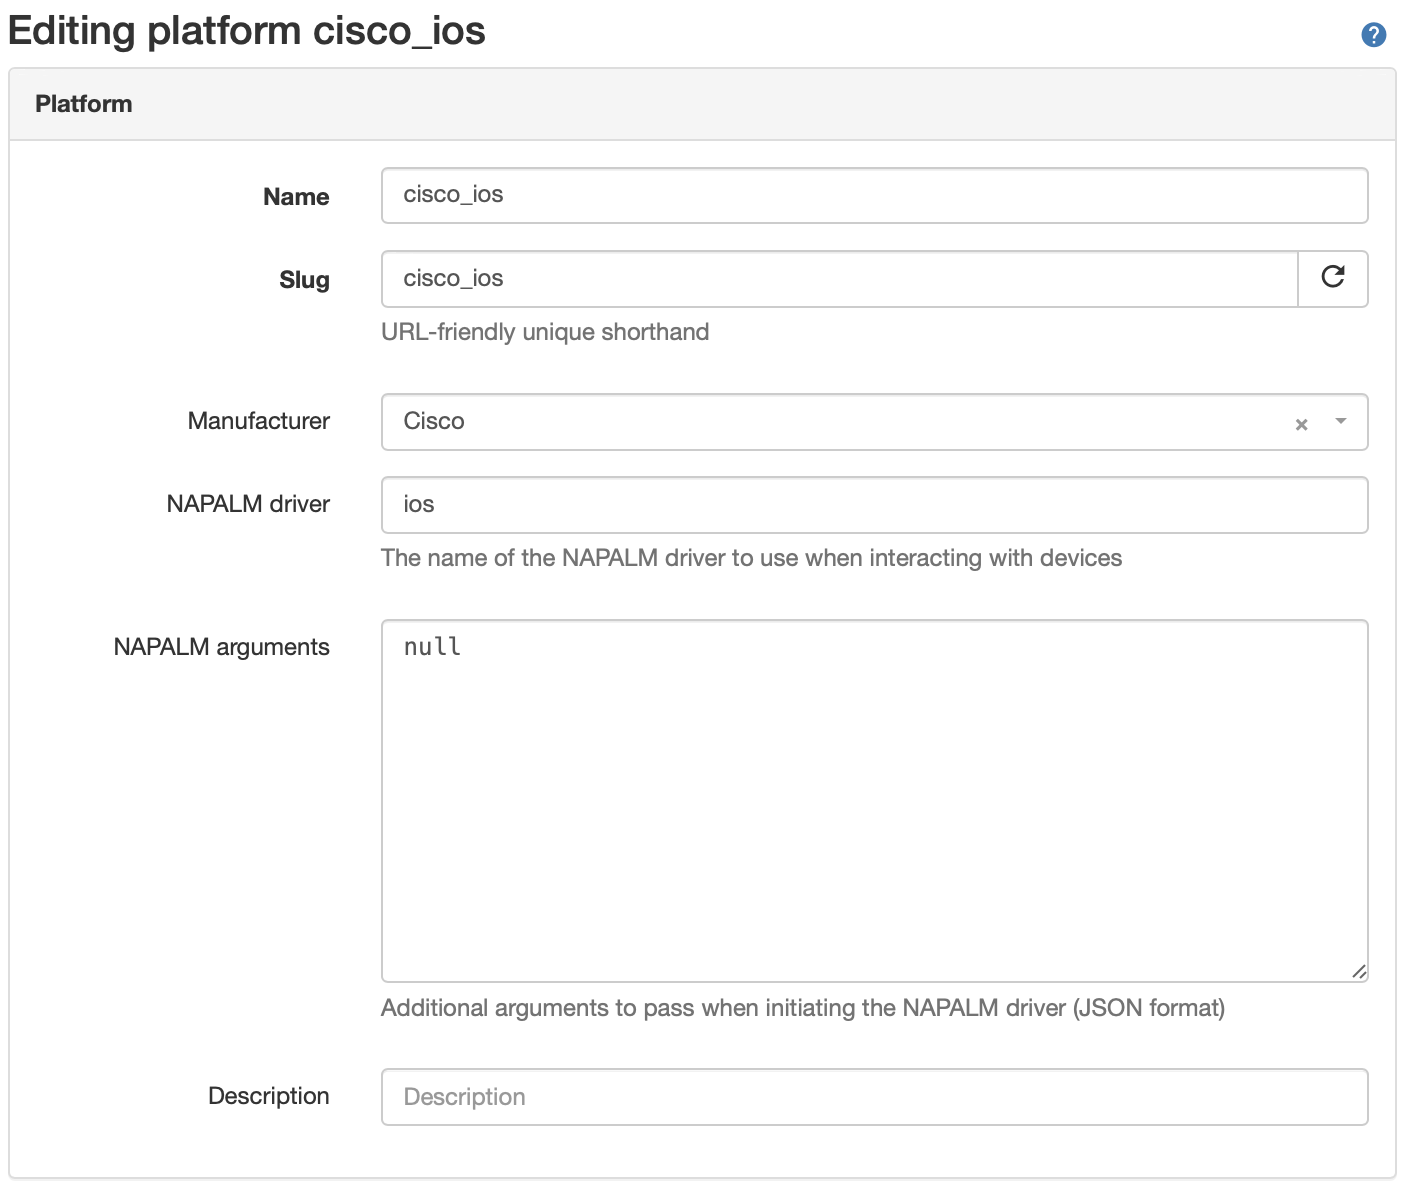 Editing platform cisco_ios
?
Platform
Name
cisco_ios
Slug
cisco_ios
URL-friendly unique shorthand
Manufacturer
Cisco
NAPALM driver
ios
The name of the NAPALM driver to use when interacting with devices
NAPALM arguments
null
Additional arguments to pass when initiating the NAPALM driver (JSON format)
Description
Description